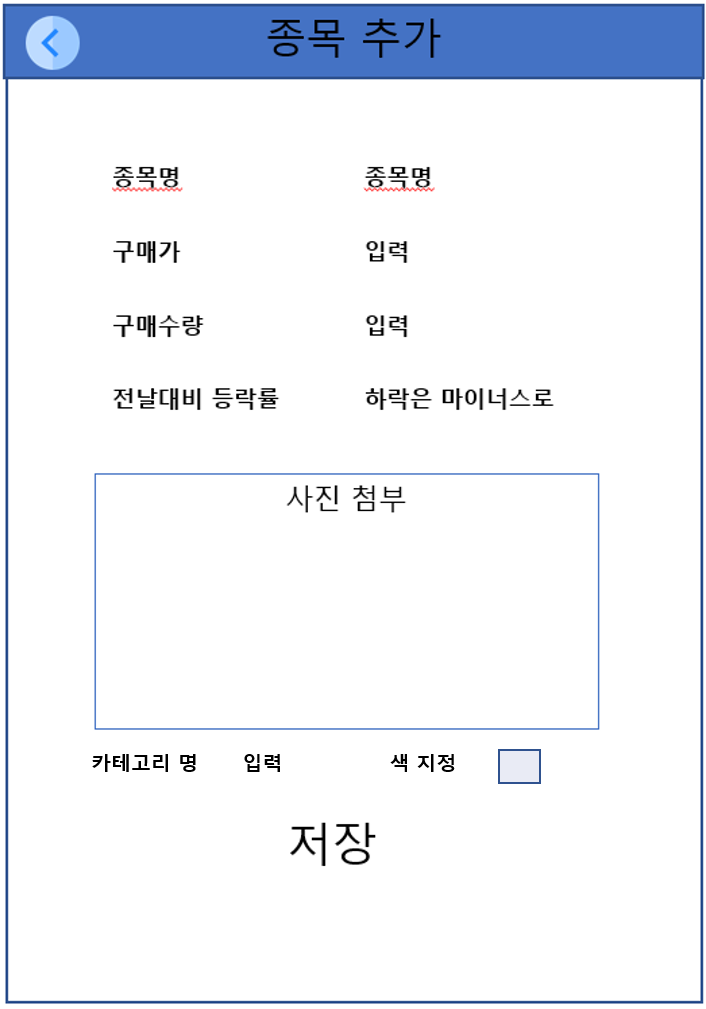 종목 추가
종목명 종목명
구매가 입력
구매수량 입력
전날대비 등락률 하락은 마이너스로
사진 첨부
카테고리 명 입력 색 지정
저장